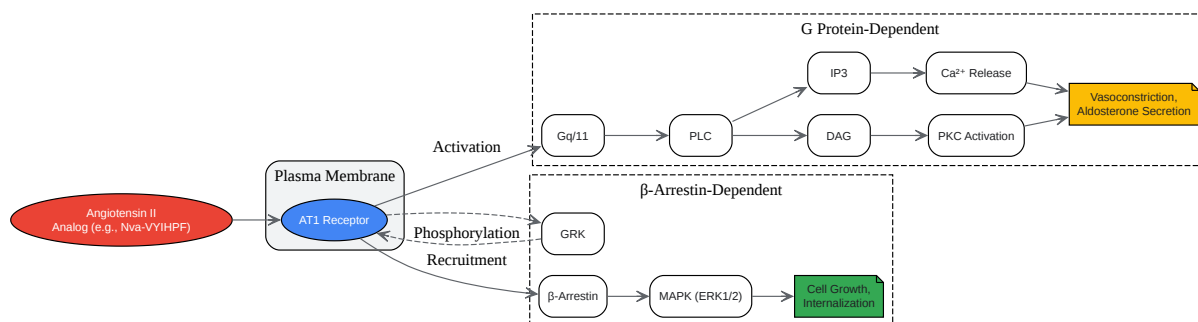 G Protein-Dependent
IP3
Ca²⁺ Release
Vasoconstriction,
Aldosterone Secretion
Gq/11
PLC
DAG
PKC Activation
Activation
Plasma Membrane
β-Arrestin-Dependent
Angiotensin II
Analog (e.g., Nva-VYIHPF)
AT1 Receptor
Phosphorylation
GRK
Recruitment
β-Arrestin
MAPK (ERK1/2)
Cell Growth,
Internalization